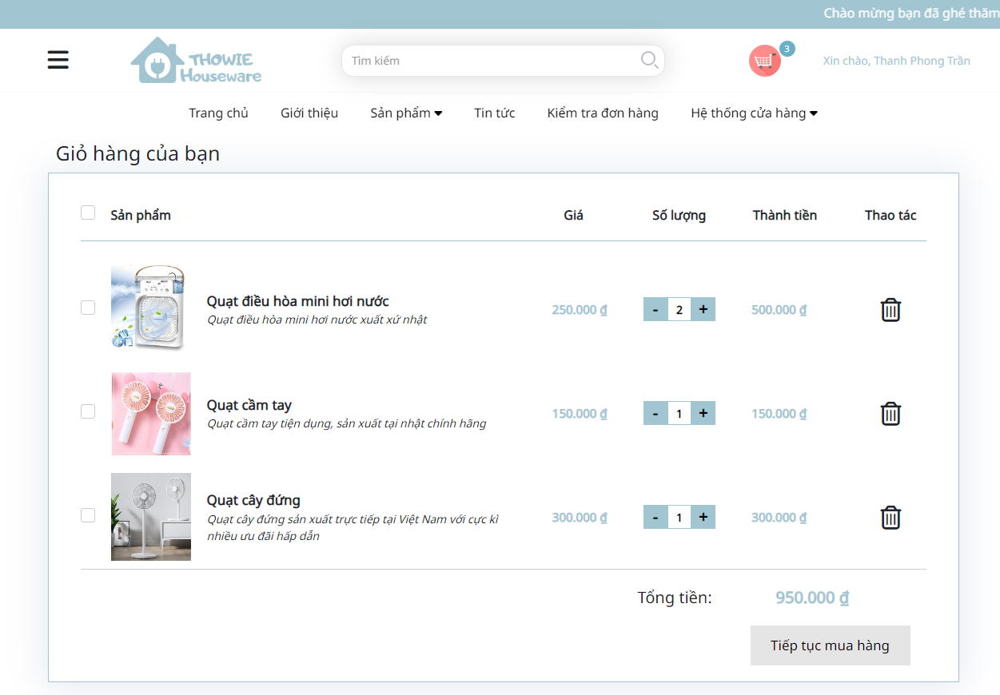 Chào mừng bạn đã ghé thăm
THOWIE
Houseware
Tìm kiếm
3
Xin chào, Thanh Phong Trần
Trang chủ Giới thiệu Sản phẩm Tin tức Kiểm tra đơn hàng Hệ thống cửa hàng
Giỏ hàng của bạn
Sản phẩm Giá Số lượng Thành tiền Thao tác
Quạt điều hòa mini hơi nước
Quạt điều hòa mini hơi nước xuất xứ nhật
250.000 ₫ - 2 + 500.000 ₫
Quạt cầm tay
Quạt cầm tay tiện dụng, sản xuất tại nhật chính hãng
150.000 ₫ - 1 + 150.000 ₫
Quạt cây đứng
Quạt cây đứng sản xuất trực tiếp tại Việt Nam với cực kì
nhiều ưu đãi hấp dẫn
300.000 ₫ - 1 + 300.000 ₫
Tổng tiền: 950.000 ₫
Tiếp tục mua hàng